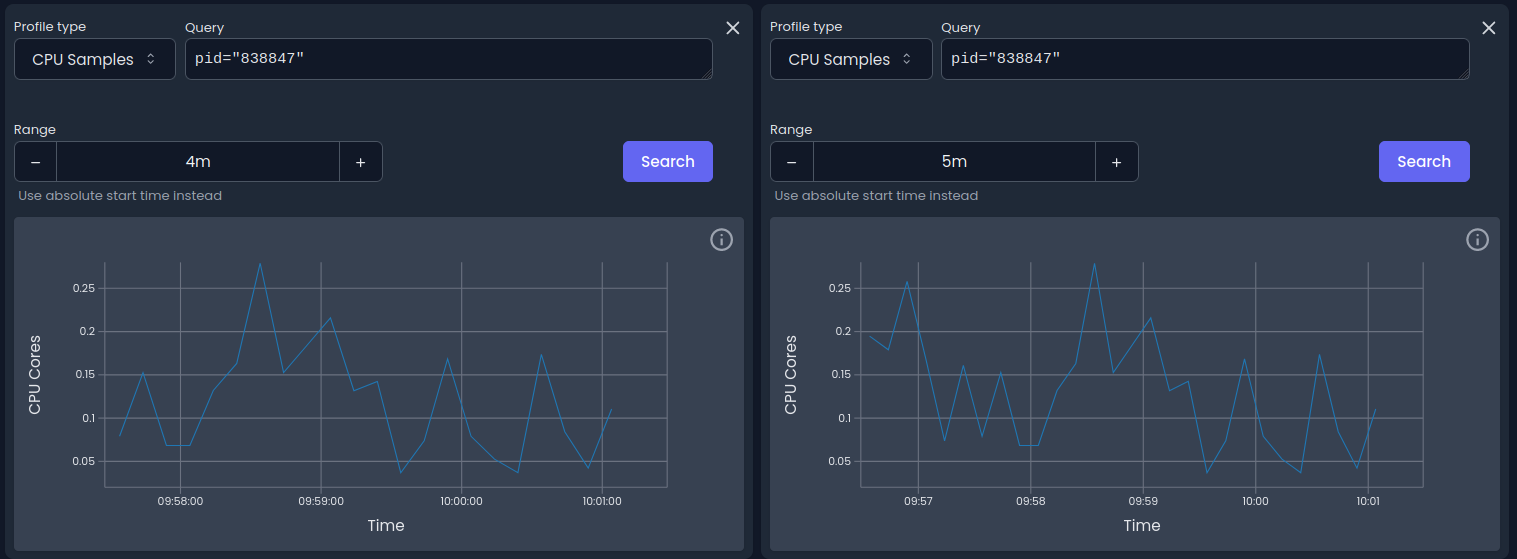 Profile type
Query
CPU Samples
pid="838847"
Range
−
4m
+
Search
Use absolute start time instead
0.25
0.2
0.15
0.1
0.05
CPU Cores
09:58:00
09:59:00
10:00:00
10:01:00
Time
Profile type
Query
CPU Samples
pid="838847"
Range
−
5m
+
Search
Use absolute start time instead
0.25
0.2
0.15
0.1
0.05
CPU Cores
09:57
09:58
09:59
10:00
10:01
Time